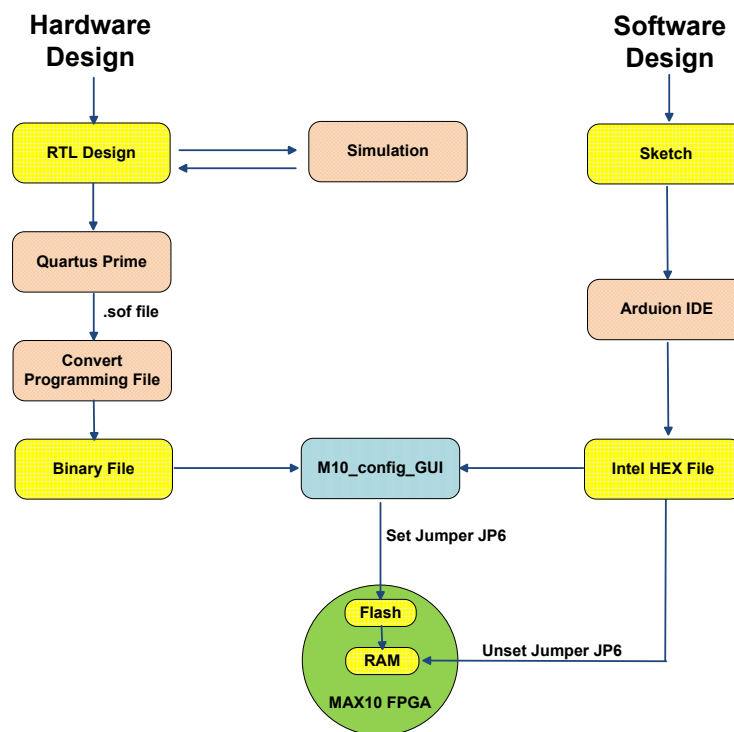 Hardware
Design
Software
Design
RTL Design
Simulation
Sketch
Quartus Prime
.sof file
Arduion IDE
Convert
Programming File
Binary File
M10_config_GUI
Intel HEX File
Set Jumper JP6
Flash
RAM
Unset Jumper JP6
MAX10 FPGA